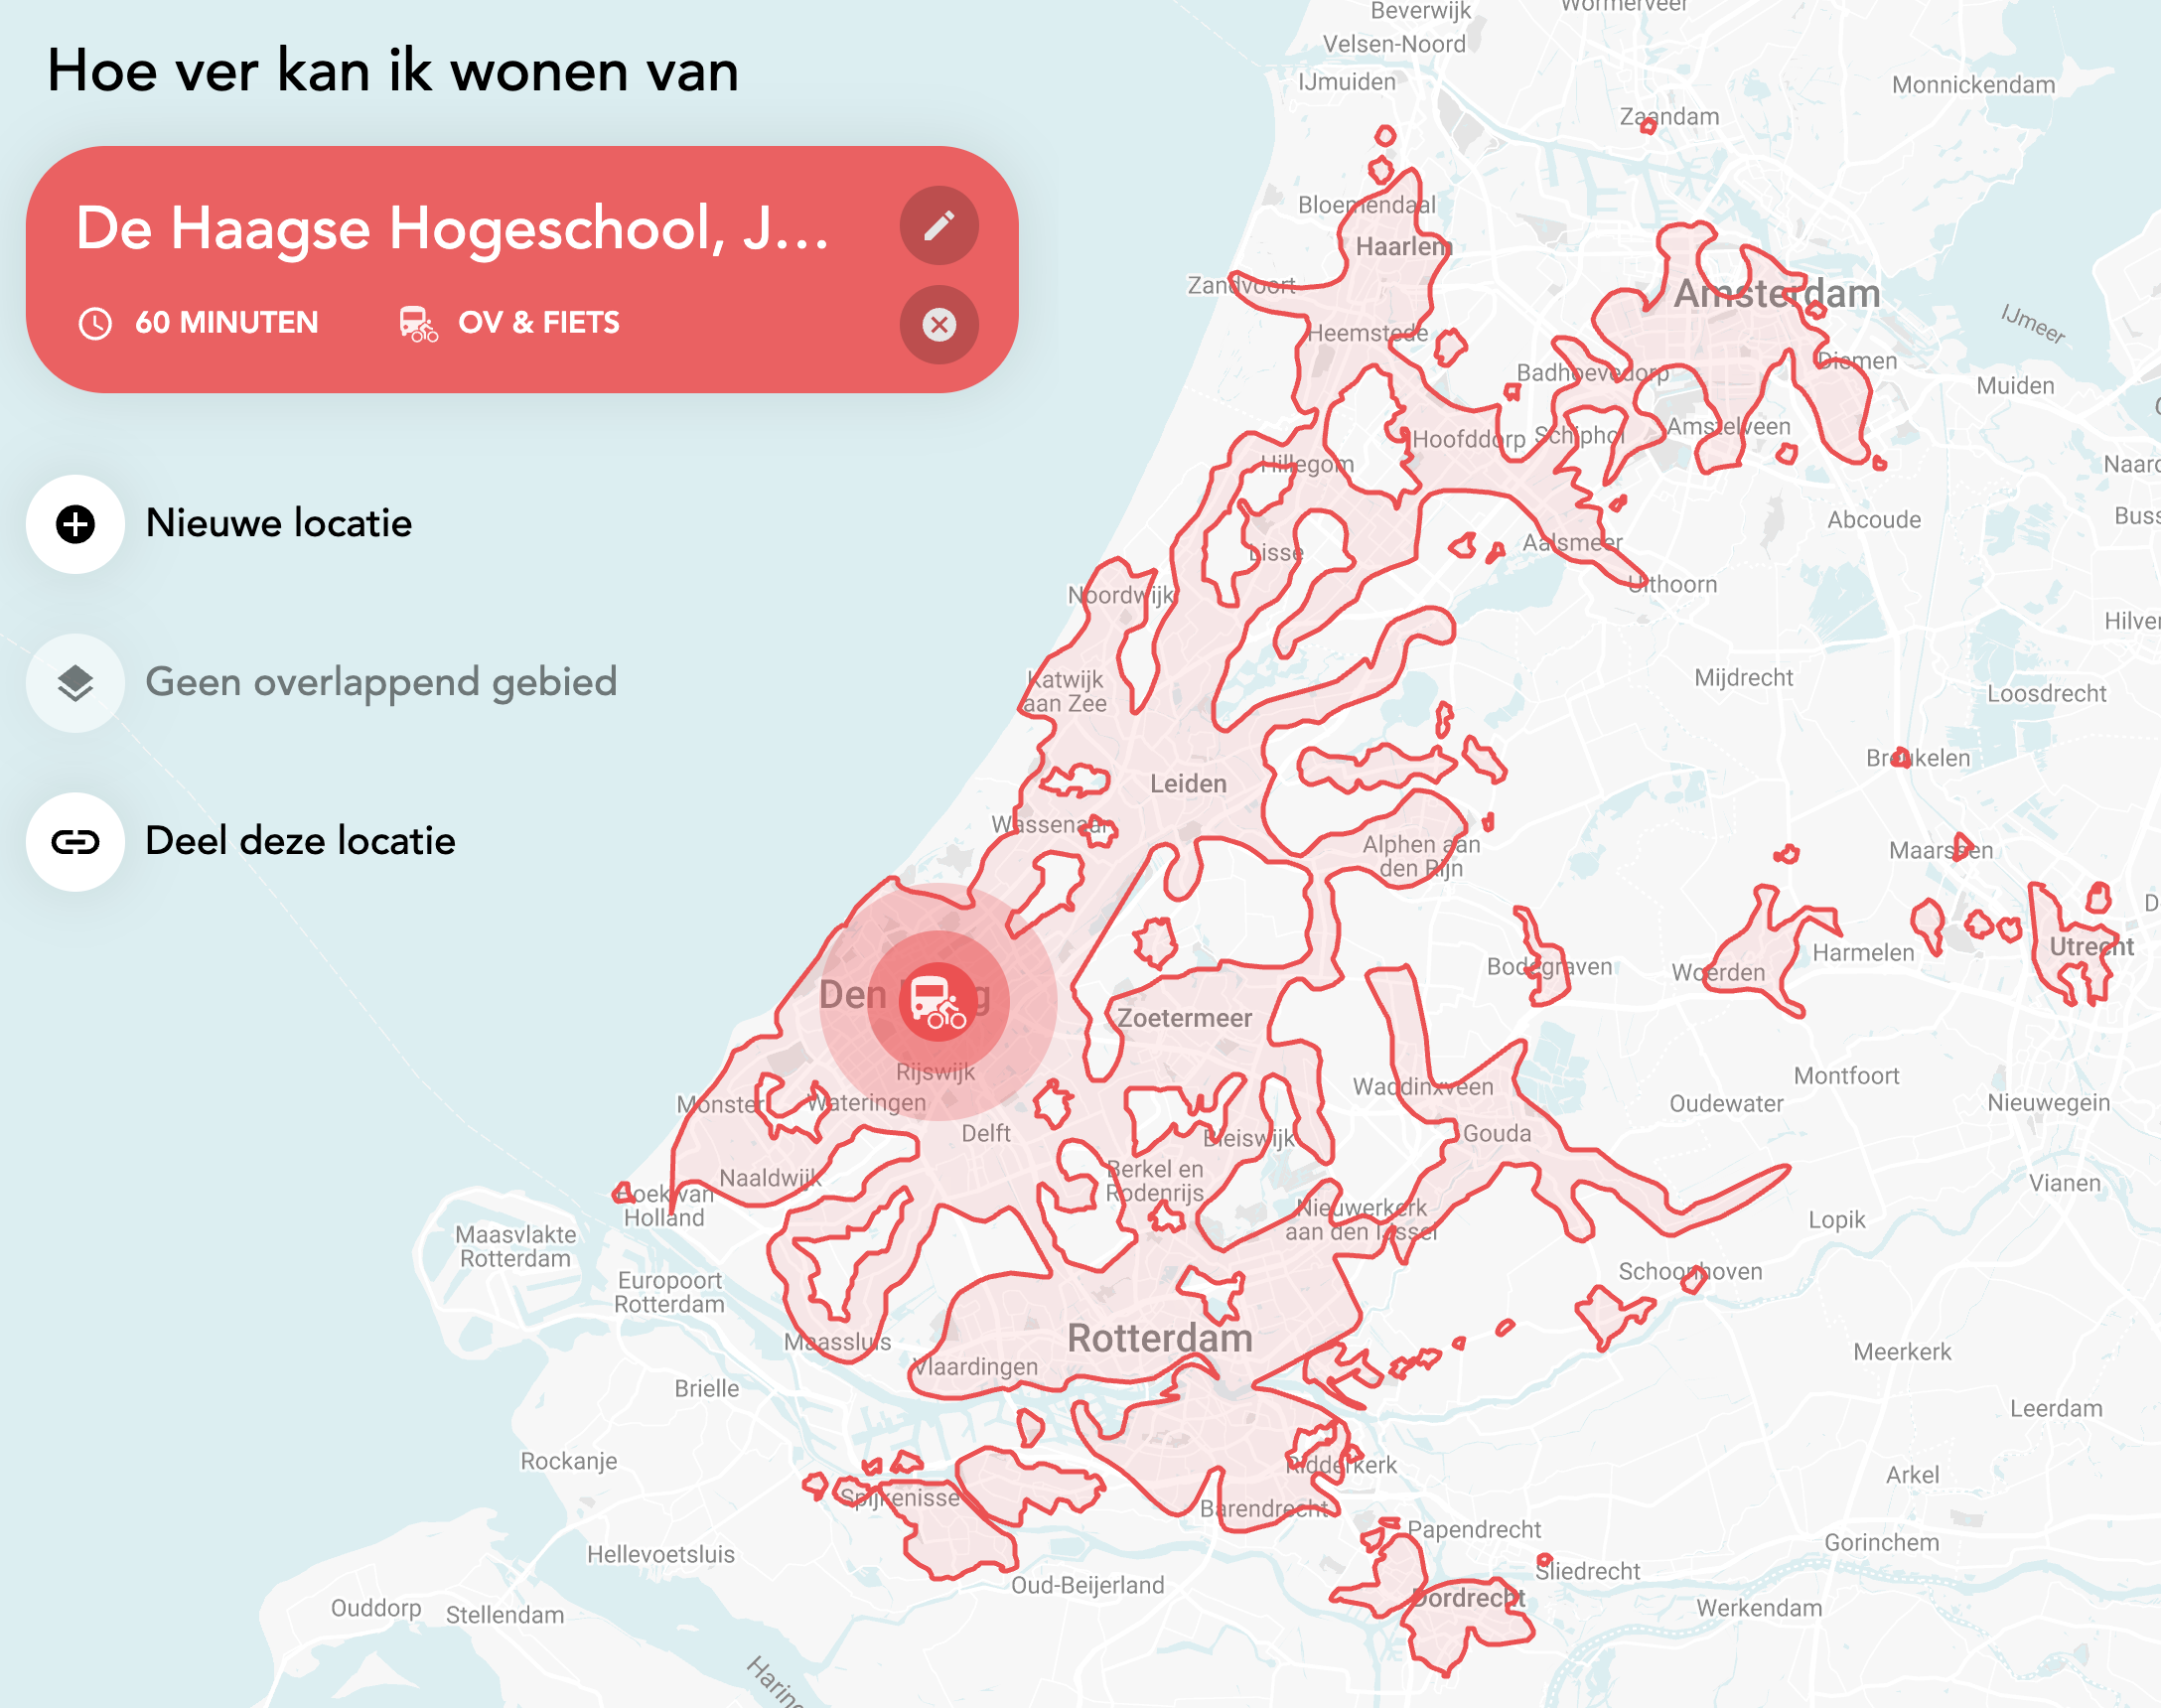 Hoe ver kan ik wonen van
De Haagse Hogeschool, J...
60 MINUTEN
OV & FIETS
Nieuwe locatie
Geen overlappend gebied
Deel deze locatie
Beverwijk
Wormerveer
Velsen-Noord
IJmuiden
Monnickendam
Zaandam
Bloemendaal
Haarlem
Zandvoort
Amsterdam
IJmeer
Heemstede
Diemen
Badhoevedorp
Muiden
Hoofddorp
Schiphol
Amstelveen
Hillegom
Abcoude
Lisse
Aalsmeer
Uithoorn
Noordwijk
Katwijk
aan Zee
Mijdrecht
Loosdrecht
Breukelen
Leiden
Wassenaar
Alphen aan
den Rijn
Maarssen
Bodegraven
Woerden
Harmelen
Utrecht
Den
Zoetermeer
Rijswijk
Waddinxveen
Montfoort
Monster
Wateringen
Oudewater
Nieuwegein
Delft
Bleiswijk
Gouda
Berkel en
Rodenrijs
Naaldwijk
Vianen
Hoek van
Holland
Nieuwerkerk
aan den IJssel
Lopik
Maasvlakte
Rotterdam
Europoort
Rotterdam
Schoonhoven
Maassluis
Rotterdam
Vlaardingen
Meerkerk
Brielle
Leerdam
Rockanje
Ridderkerk
Arkel
Spijkenisse
Barendrecht
Papendrecht
Gorinchem
Hellevoetsluis
Sliedrecht
Oud-Beijerland
Dordrecht
Ouddorp
Stellendam
Werkendam